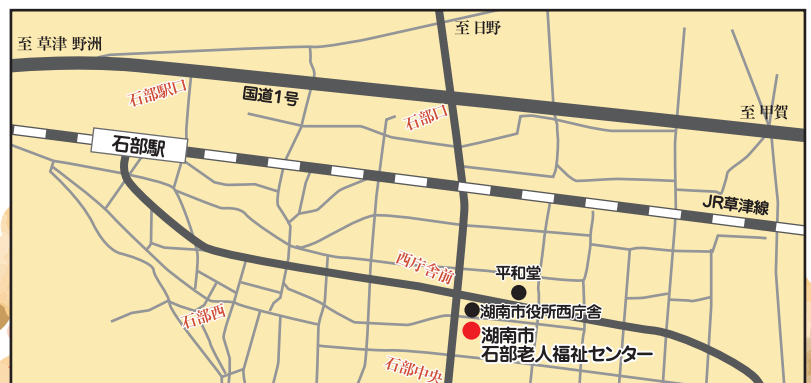 至 日野
至 草津 野洲
石部駅口
国道1号
石部口
至 甲賀
石部駅
JR草津線
西庁舎前
平和堂
湖南市役所西庁舎
石部西
湖南市
石部老人福祉センター
石部中央